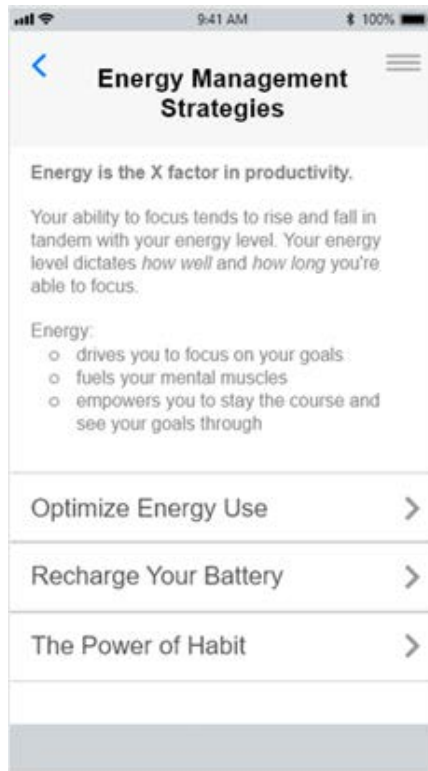 9:41 AM
100%
Energy Management
Strategies
Energy is the X factor in productivity.
Your ability to focus tends to rise and fall in
tandem with your energy level. Your energy
level dictates how well and how long you're
able to focus.
Energy:
o drives you to focus on your goals
o fuels your mental muscles
o empowers you to stay the course and
see your goals through
Optimize Energy Use
Recharge Your Battery
The Power of Habit